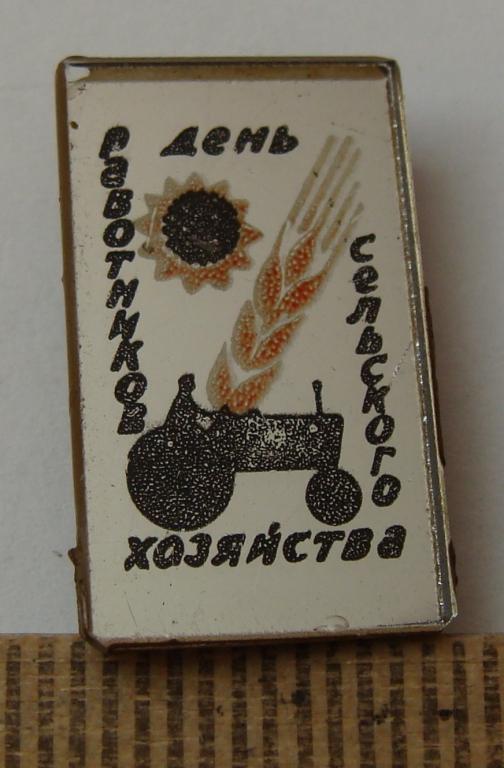 день
работников
сельского
хозяйства